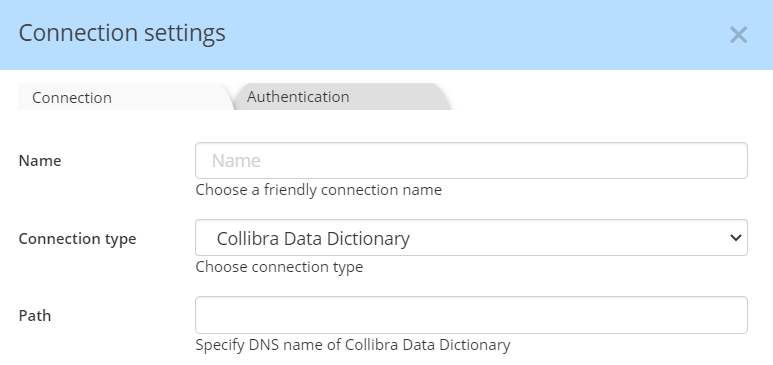 Connection settings
Connection
Authentication
Name
Name
Choose a friendly connection name
Connection type
Collibra Data Dictionary
Choose connection type
Path
Specify DNS name of Collibra Data Dictionary